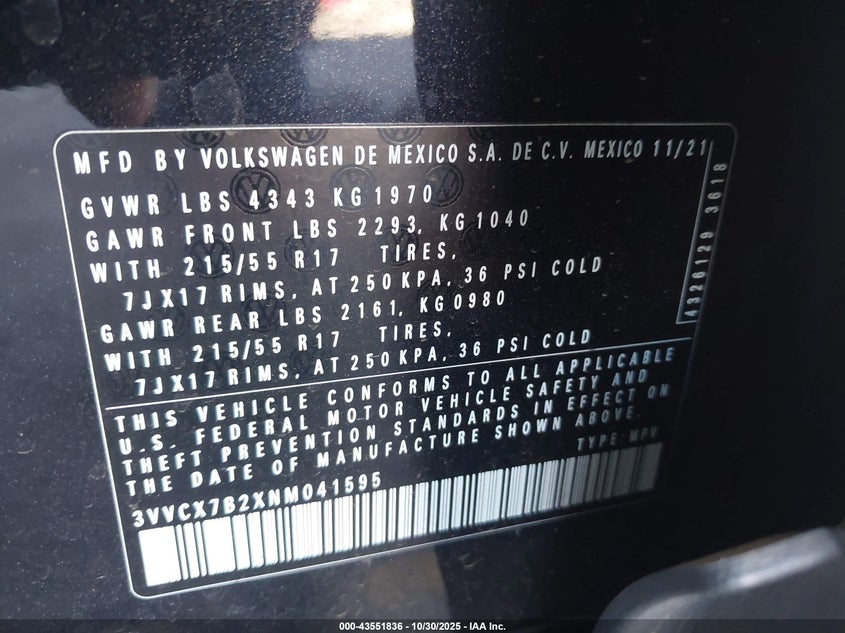 MFD BY VOLKSWAGEN DE MEXICO S.A. DE C.V. MEXICO 11/21
GVWR LBS 4343 KG 1970
GAWR FRONT LBS 2293, KG 1040
WITH 215/55 R17 TIRES,
7JX17 RIMS, AT 250 KPA, 36 PSI COLD
GAWR REAR LBS 2161, KG 0980
WITH 215/55 R17 TIRES,
7JX17 RIMS, AT 250 KPA, 36 PSI COLD
THIS VEHICLE CONFORMS TO ALL APPLICABLE
U.S. FEDERAL MOTOR VEHICLE SAFETY AND
THEFT PREVENTION STANDARDS IN EFFECT ON
THE DATE OF MANUFACTURE SHOWN ABOVE.
TYPE: MPV
3VVCX7B2XNM041595
4326129 3618
000-43551836 - 10/30/2025 - IAA Inc.